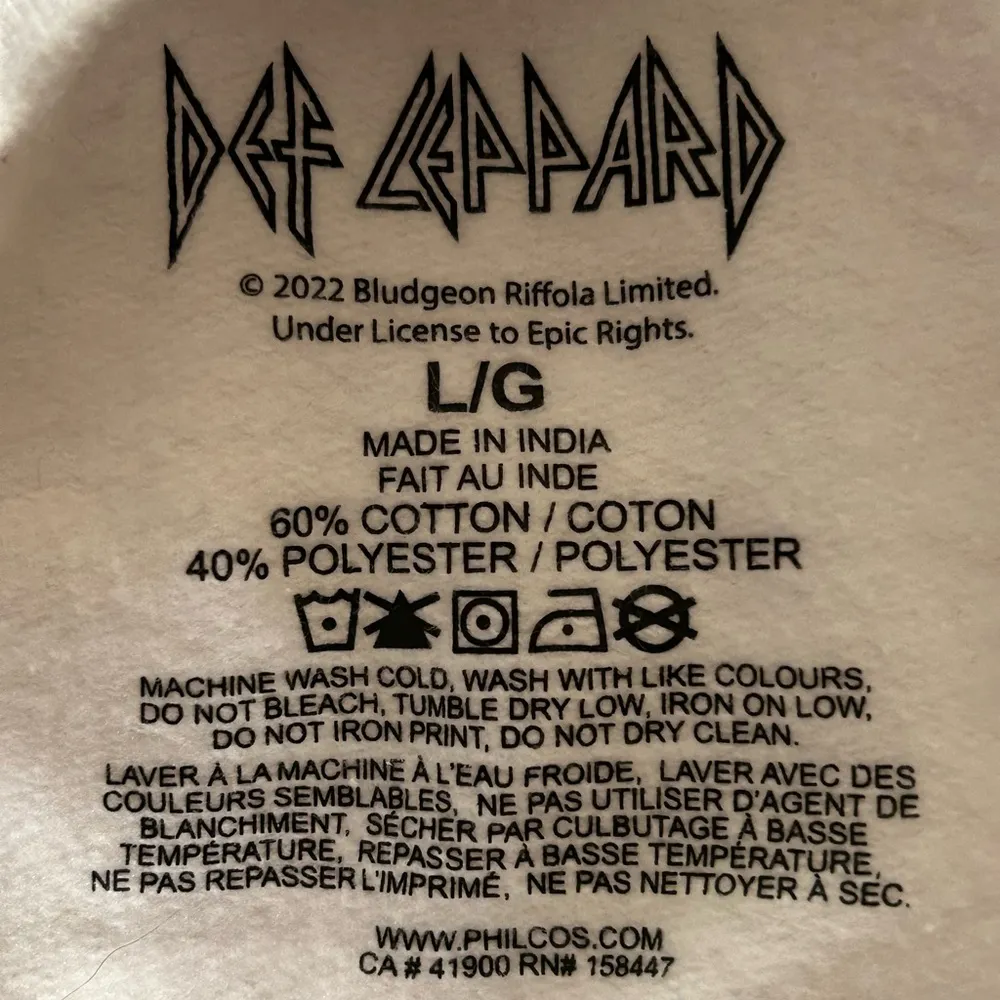 DEF LEPPARD
© 2022 Bludgeon Riffola Limited.
Under License to Epic Rights.
L/G
MADE IN INDIA
FAIT AU INDE
60% COTTON / COTON
40% POLYESTER / POLYESTER
MACHINE WASH COLD, WASH WITH LIKE COLOURS,
DO NOT BLEACH, TUMBLE DRY LOW, IRON ON LOW,
DO NOT IRON PRINT, DO NOT DRY CLEAN.
LAVER À LA MACHINE À L'EAU FROIDE, LAVER AVEC DES
COULEURS SEMBLABLES, NE PAS UTILISER D'AGENT DE
BLANCHIMENT, SÉCHER PAR CULBUTAGE À BASSE
TEMPÉRATURE, REPASSER À BASSE TEMPÉRATURE,
NE PAS REPASSER L'IMPRIMÉ, NE PAS NETTOYER À SEC.
WWW.PHILCOS.COM
CA # 41900 RN# 158447